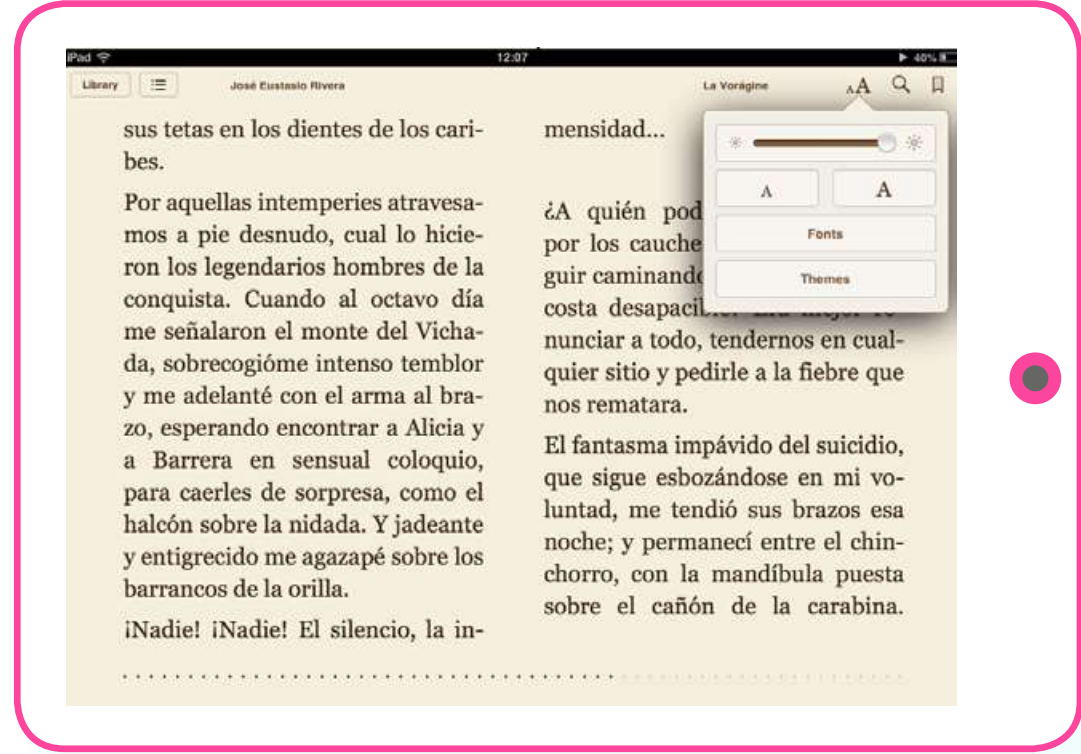 iPad
12:07
40%
Library
José Eustasio Rivera
La Vorágine
AA
sus tetas en los dientes de los cari-
bes.
Por aquellas intemperies atravesa-
mos a pie desnudo, cual lo hicie-
ron los legendarios hombres de la
conquista. Cuando al octavo día
me señalaron el monte del Vicha-
da, sobrecogióme intenso temblor
y me adelanté con el arma al bra-
zo, esperando encontrar a Alicia y
a Barrera en sensual coloquio,
para caerles de sorpresa, como el
halcón sobre la nidada. Y jadeante
y entigrecido me agazapé sobre los
barrancos de la orilla.
¡Nadie! ¡Nadie! El silencio, la in-
mensidad...
¿A quién pod
por los cauche
guir caminando
costa desapacib
nunciar a todo, tendernos en cual-
quier sitio y pedirle a la fiebre que
nos rematara.
El fantasma impávido del suicidio,
que sigue esbozándose en mi vo-
luntad, me tendió sus brazos esa
noche; y permanecí entre el chin-
chorro, con la mandíbula puesta
sobre el cañón de la carabina.
A A
Fonts
Themes